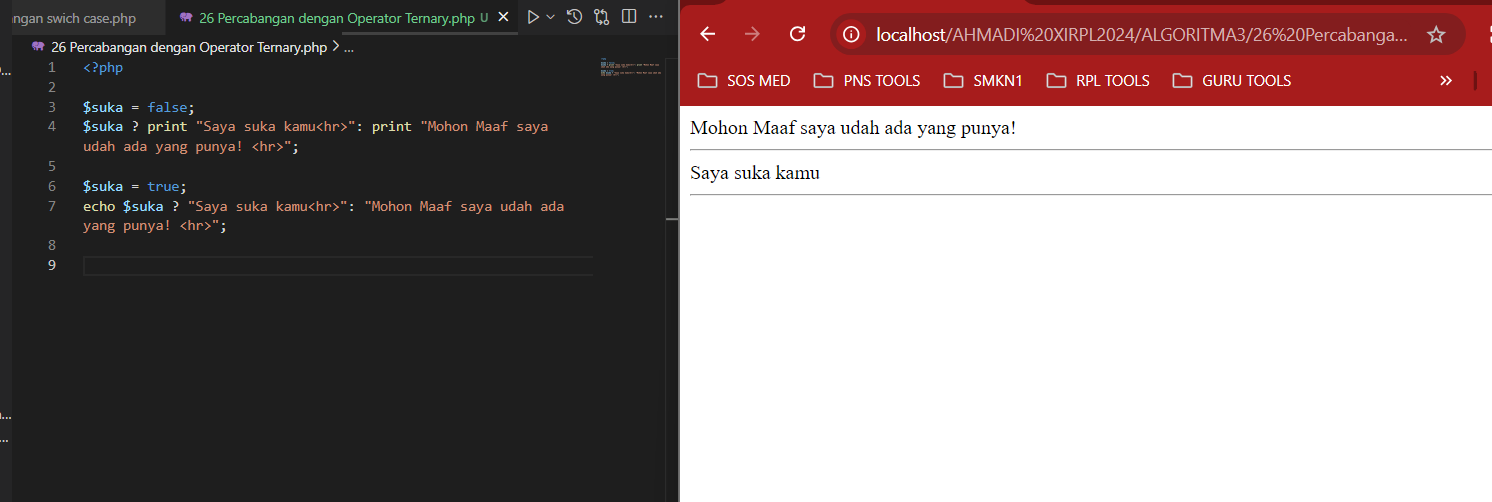 ngan swich case.php
26 Percabangan dengan Operator Ternary.php U
26 Percabangan dengan Operator Ternary.php > ...
1 <?php
2
3 $suka = false;
4 $suka ? print "Saya suka kamu<hr>": print "Mohon Maaf saya
udah ada yang punya! <hr>";
5
6 $suka = true;
7 echo $suka ? "Saya suka kamu<hr>": "Mohon Maaf saya udah ada
yang punya! <hr>";
8
9
localhost/AHMADI%20XIRPL2024/ALGORITMA3/26%20Percabanga...
SOS MED PNS TOOLS SMKN1 RPL TOOLS GURU TOOLS
Mohon Maaf saya udah ada yang punya!
Saya suka kamu